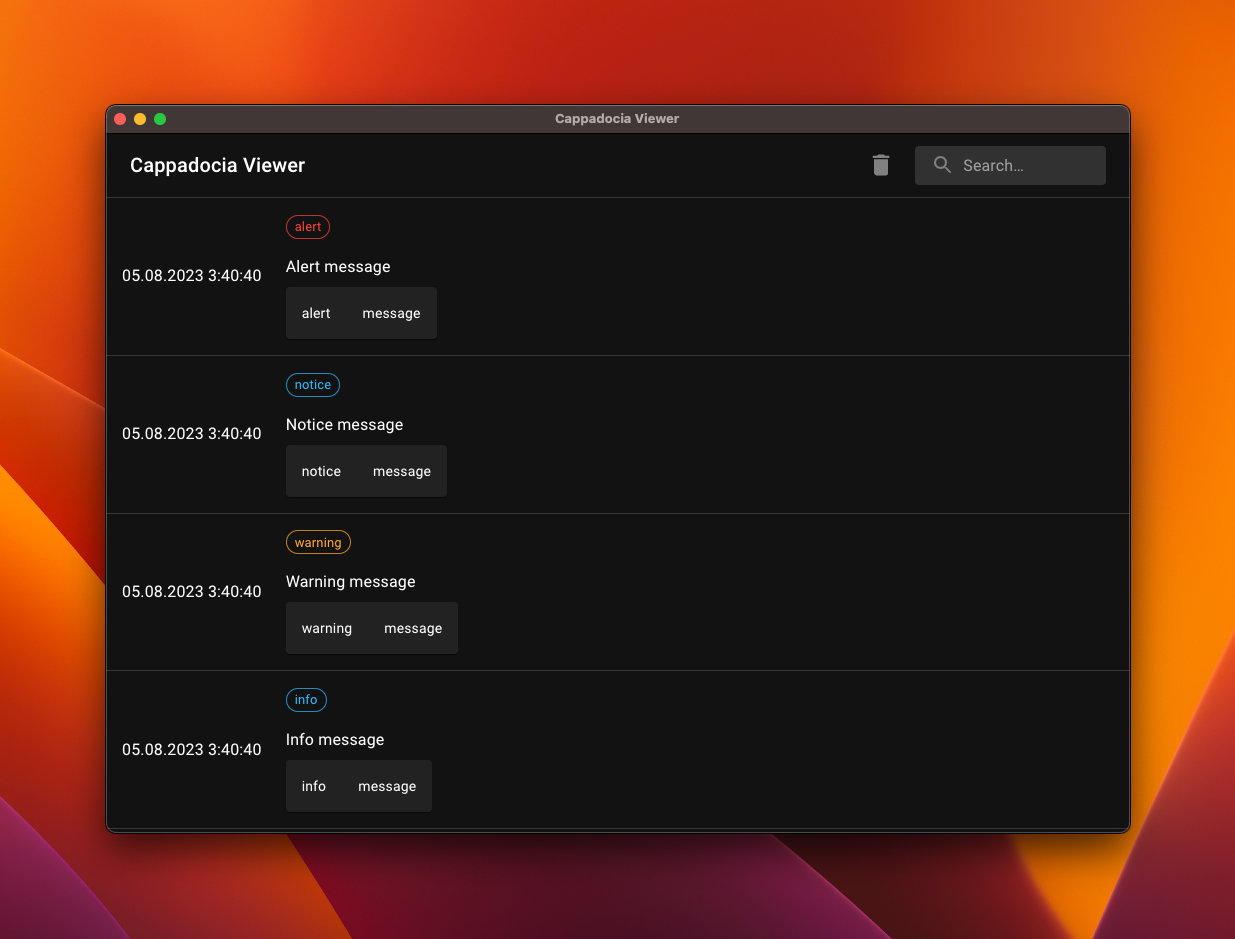 Cappadocia Viewer
Cappadocia Viewer
Search...
alert
05.08.2023 3:40:40
Alert message
alert message
notice
05.08.2023 3:40:40
Notice message
notice message
warning
05.08.2023 3:40:40
Warning message
warning message
info
05.08.2023 3:40:40
Info message
info message